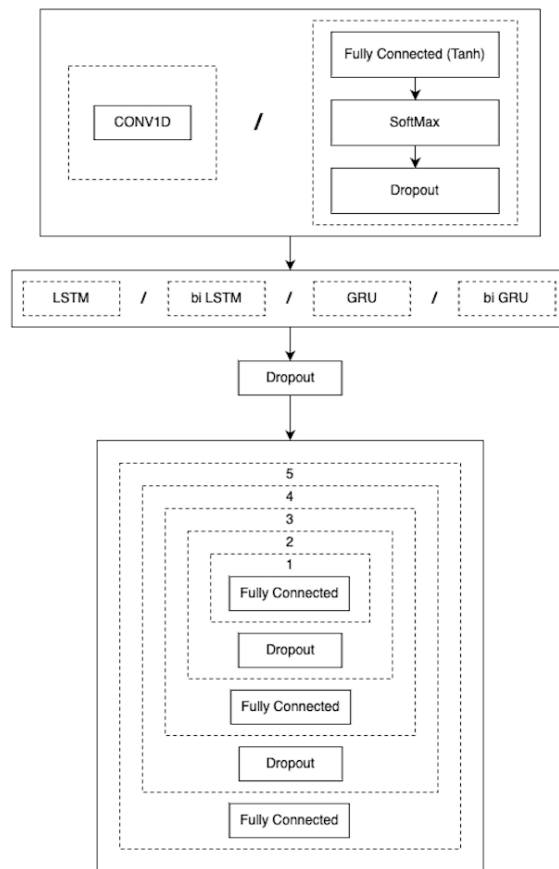 Fully Connected (Tanh)
CONV1D
/
SoftMax
Dropout
LSTM / bi LSTM / GRU / bi GRU
Dropout
5
4
3
2
1
Fully Connected
Dropout
Fully Connected
Dropout
Fully Connected